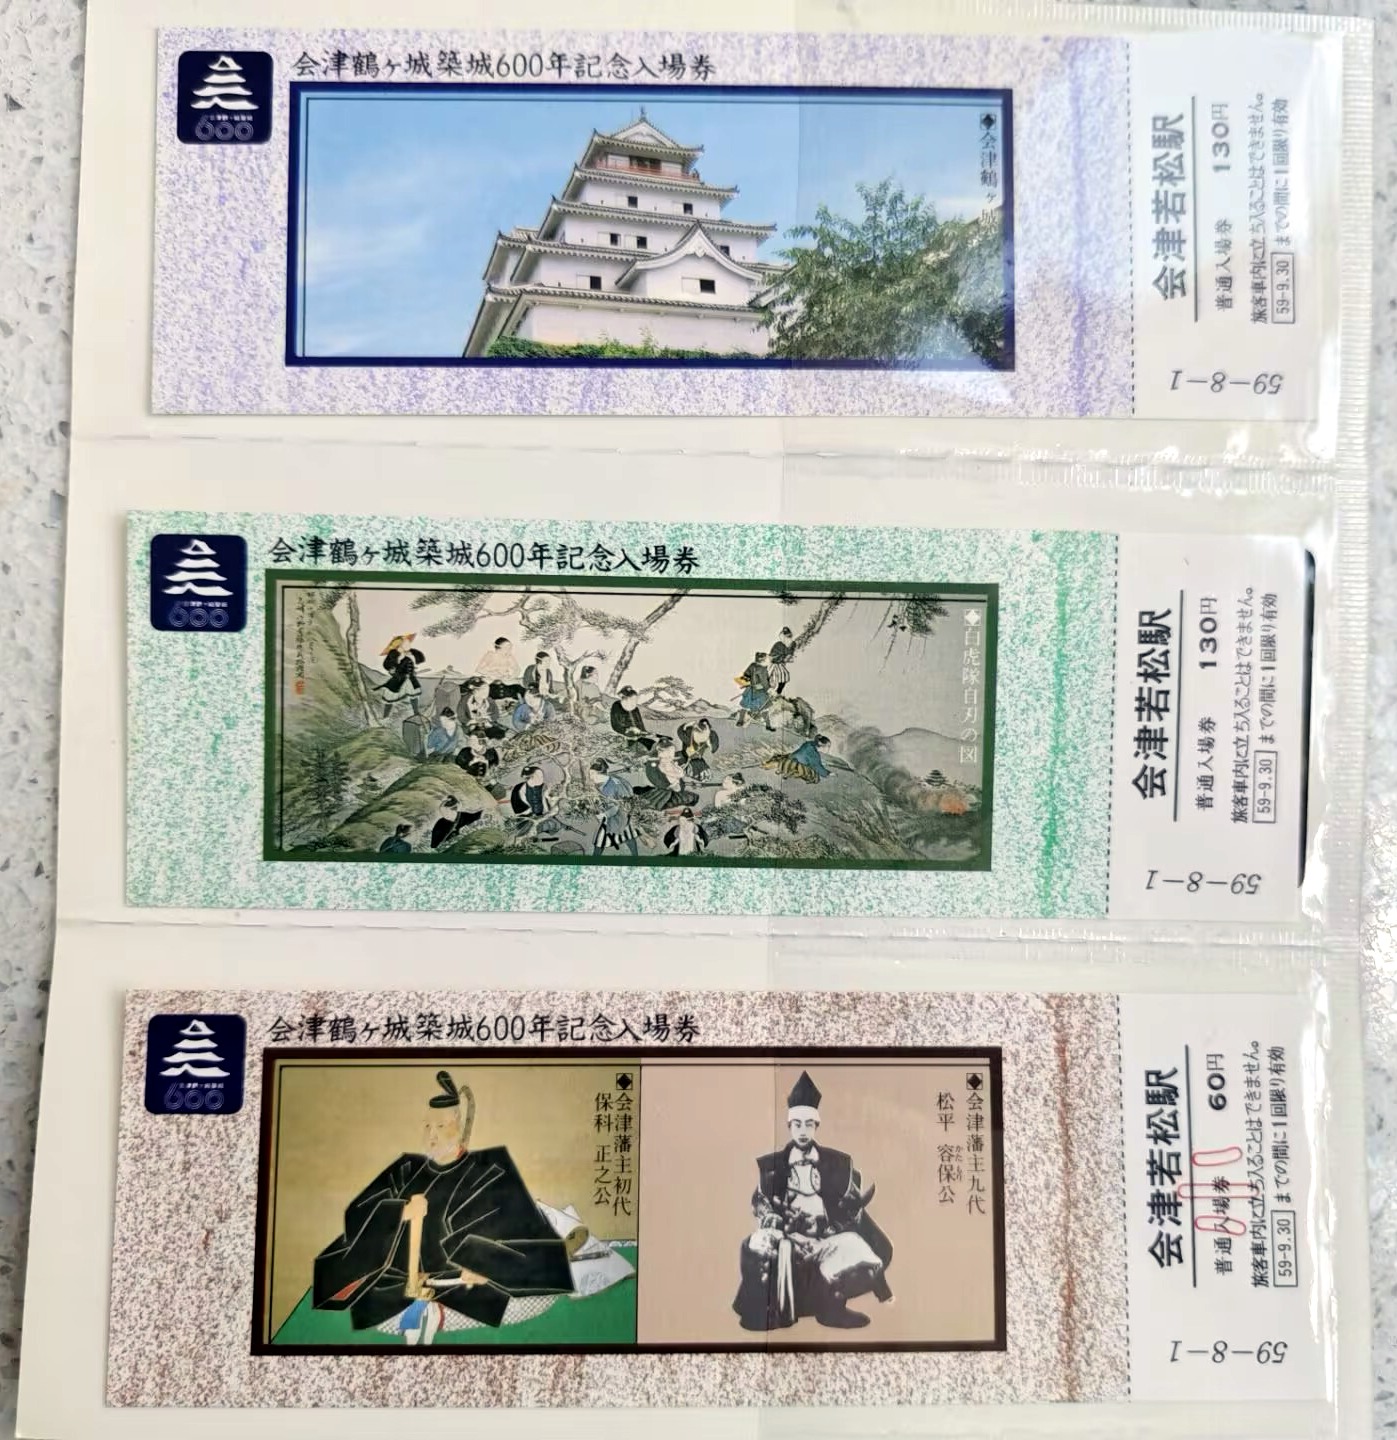 会津鶴ヶ城築城600年記念入場券
600
◆会津鶴ヶ城
会津若松駅
普通入場券 130円
旅客車内に立ち入ることはできません。
59-9.30までの間に1回限り有効
59-8-1
会津鶴ヶ城築城600年記念入場券
600
◆白虎隊自刃の図
会津若松駅
普通入場券 130円
旅客車内に立ち入ることはできません。
59-9.30までの間に1回限り有効
59-8-1
会津鶴ヶ城築城600年記念入場券
600
◆会津藩主初代
保科 正之公
◆会津藩主九代
松平 容保公
かたもり
会津若松駅
普通入場券 60円
小
旅客車内に立ち入ることはできません。
59-9.30までの間に1回限り有効
59-8-1